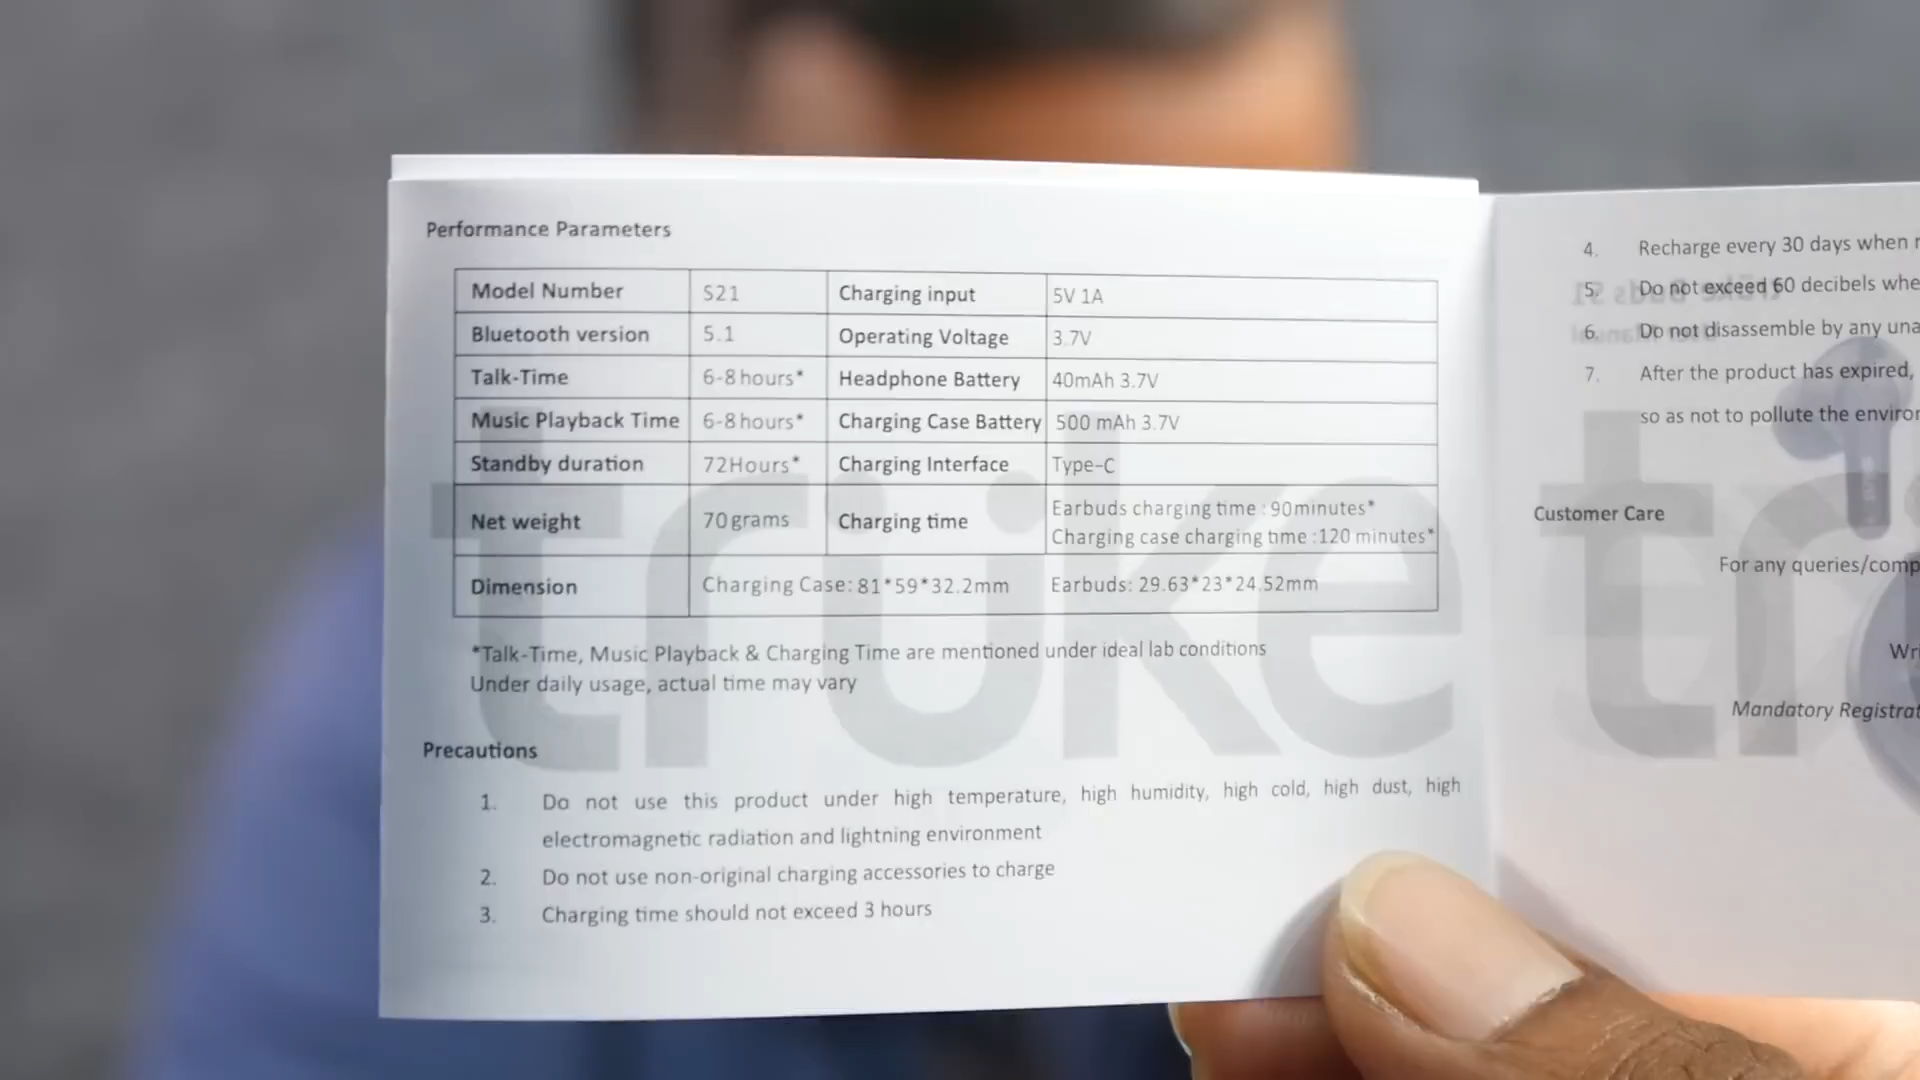 Performance Parameters
Model Number S21 Charging input 5V 1A
Bluetooth version 5.1 Operating Voltage 3.7V
Talk-Time 6-8 hours* Headphone Battery 40mAh 3.7V
Music Playback Time 6-8 hours* Charging Case Battery 500 mAh 3.7V
Standby duration 72Hours* Charging Interface Type-C
Net weight 70 grams Charging time Earbuds charging time : 90minutes*
Charging case charging time :120 minutes*
Dimension Charging Case: 81*59*32.2mm Earbuds: 29.63*23*24.52mm
*Talk-Time, Music Playback & Charging Time are mentioned under ideal lab conditions
Under daily usage, actual time may vary
Precautions
1. Do not use this product under high temperature, high humidity, high cold, high dust, high
electromagnetic radiation and lightning environment
2. Do not use non-original charging accessories to charge
3. Charging time should not exceed 3 hours
trüke
4. Recharge every 30 days when
5. Do not exceed 60 decibels
6. Do not disassemble by any
7. After the product has expired,
so as not to pollute the
Customer Care
For any
Mandatory
tr